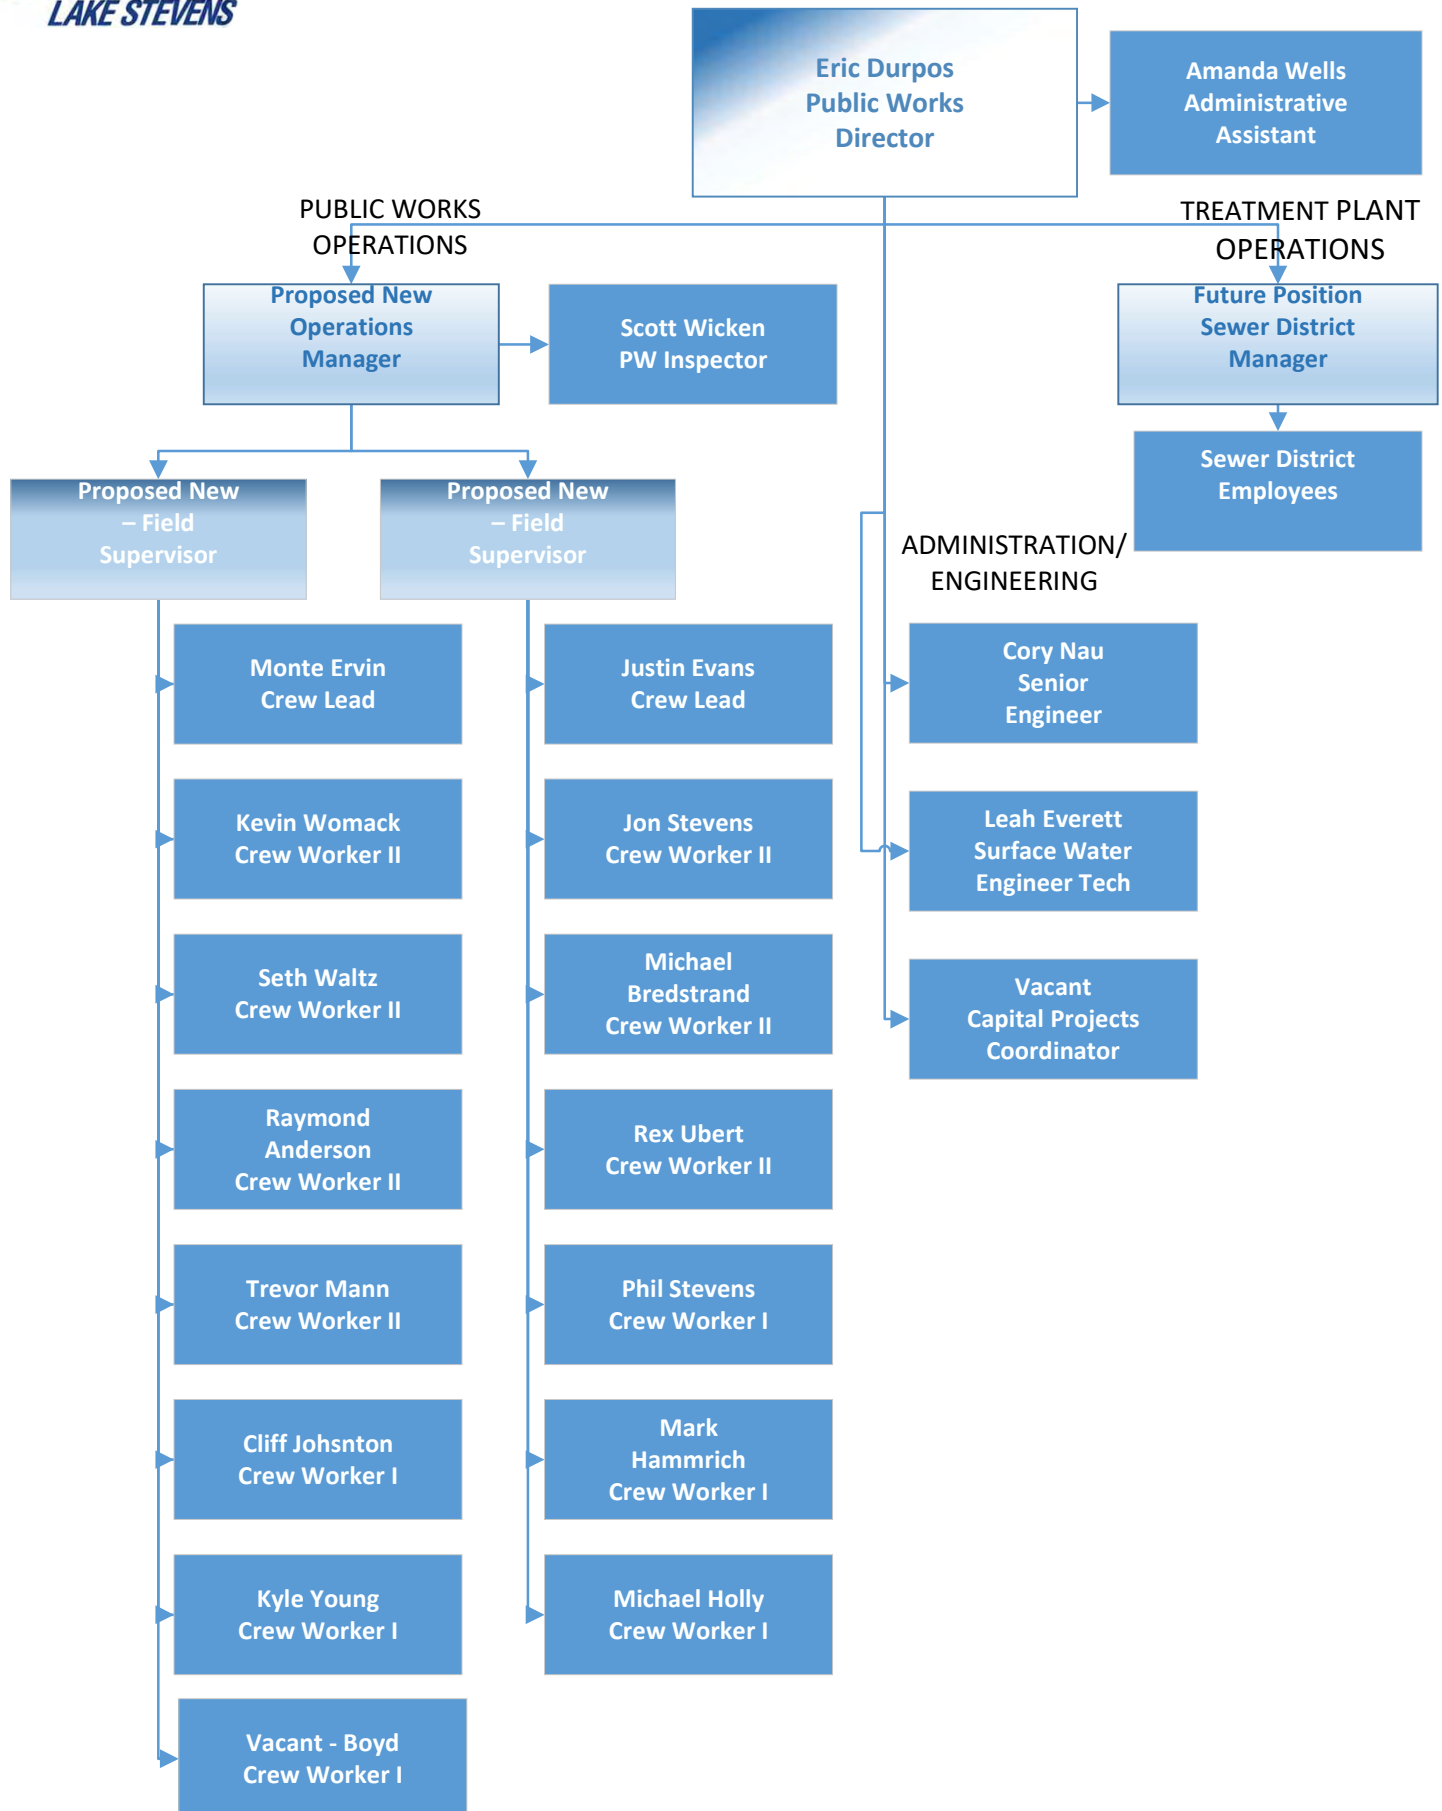 LAKE STEVENS
Eric Durpos
Public Works
Director
Amanda Wells
Administrative
Assistant
PUBLIC WORKS
OPERATIONS
TREATMENT PLANT
OPERATIONS
Proposed New
Operations
Manager
Scott Wicken
PW Inspector
Future Position
Sewer District
Manager
Sewer District
Employees
Proposed New
– Field
Supervisor
Proposed New
– Field
Supervisor
ADMINISTRATION/
ENGINEERING
Monte Ervin
Crew Lead
Justin Evans
Crew Lead
Cory Nau
Senior
Engineer
Kevin Womack
Crew Worker II
Jon Stevens
Crew Worker II
Leah Everett
Surface Water
Engineer Tech
Seth Waltz
Crew Worker II
Michael
Bredstrand
Crew Worker II
Vacant
Capital Projects
Coordinator
Raymond
Anderson
Crew Worker II
Rex Ubert
Crew Worker II
Trevor Mann
Crew Worker II
Phil Stevens
Crew Worker I
Cliff Johsnton
Crew Worker I
Mark
Hammrich
Crew Worker I
Kyle Young
Crew Worker I
Michael Holly
Crew Worker I
Vacant - Boyd
Crew Worker I